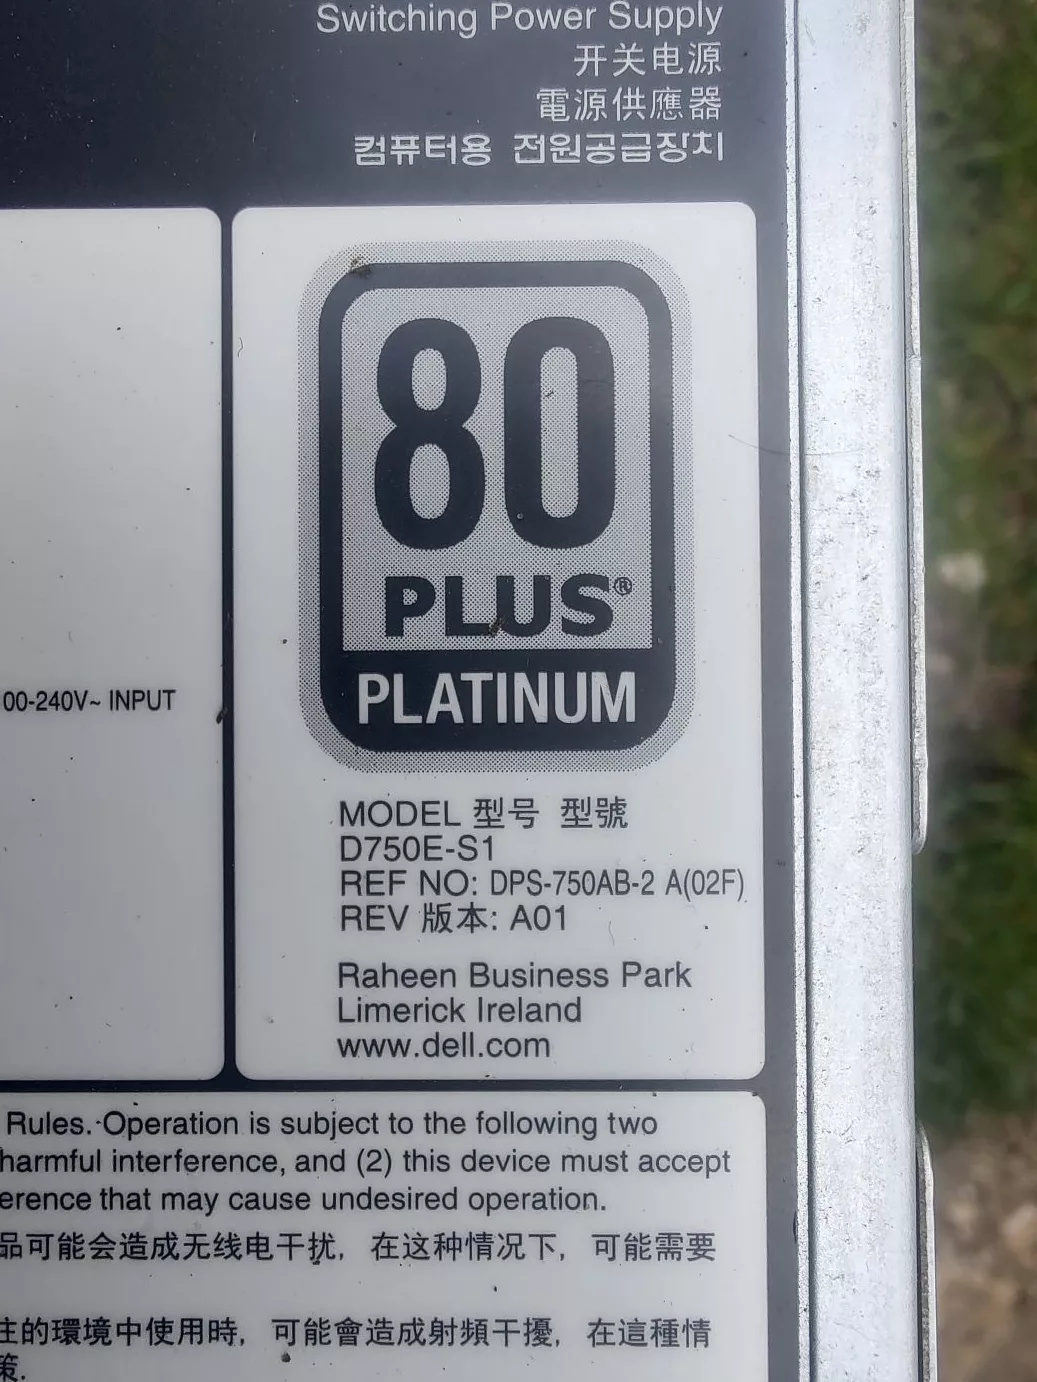 Switching Power Supply
开关电源
電源供應器
컴퓨터용 전원공급장치
80
PLUS®
PLATINUM
00-240V~ INPUT
MODEL 型号 型號
D750E-S1
REF NO: DPS-750AB-2 A(02F)
REV 版本: A01
Raheen Business Park
Limerick Ireland
www.dell.com
Rules. Operation is subject to the following two
harmful interference, and (2) this device must accept
erence that may cause undesired operation.
品可能会造成无线电干扰, 在这种情况下, 可能需要
的環境中使用時, 可能會造成射頻干擾, 在這種情
策.